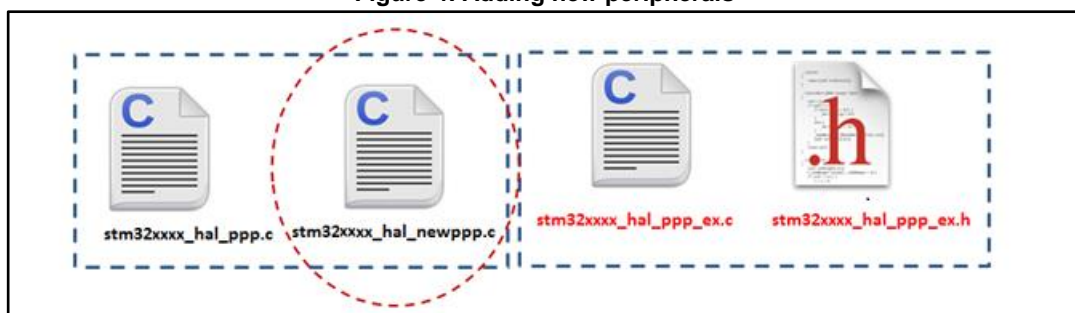 Figure 4. Adding new peripherals
C
C
C
.h
stm32xxxx_hal_ppp.c
stm32xxxx_hal_newppp.c
stm32xxxx_hal_ppp_ex.c
stm32xxxx_hal_ppp_ex.h